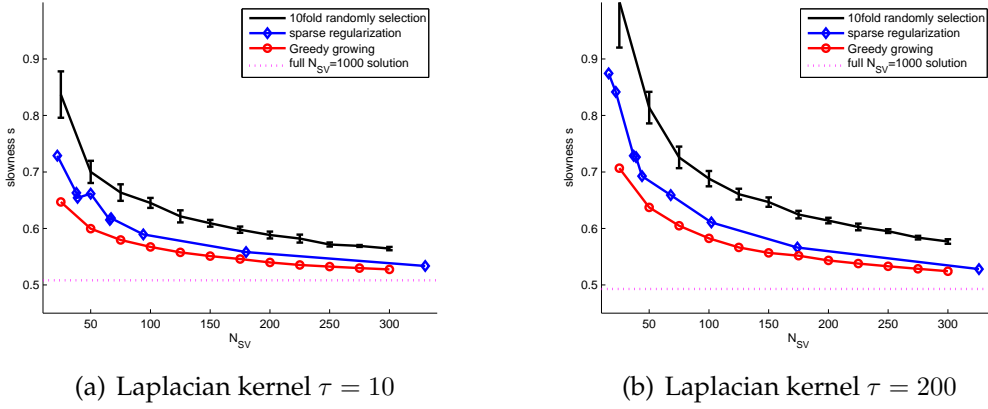 10fold randomly selection
sparse regularization
Greedy growing
full N_SV=1000 solution
0.9
0.8
0.7
0.6
0.5
slowness s
50 100 150 200 250 300
N_SV
(a) Laplacian kernel τ = 10
10fold randomly selection
sparse regularization
Greedy growing
full N_SV=1000 solution
0.9
0.8
0.7
0.6
0.5
slowness s
50 100 150 200 250 300
N_SV
(b) Laplacian kernel τ = 200